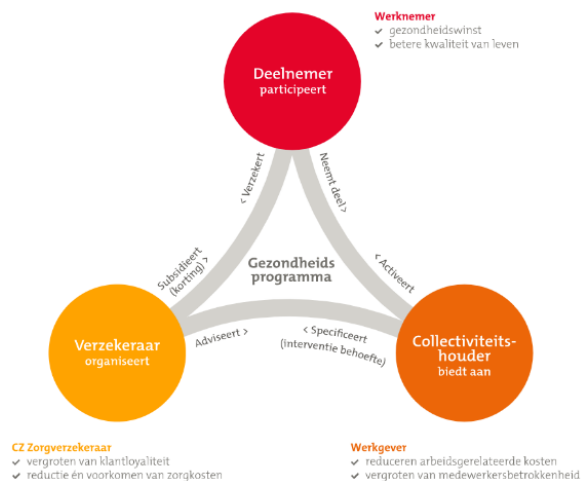 Werknemer
✓ gezondheidswinst
✓ betere kwaliteit van leven
Deelnemer
participeert
< Verzekert
Neemt deel>
Subsidieert
(korting) >
< Activeert
Gezondheids
programma
Adviseert >
< Specificeert
(interventie behoefte)
Verzekeraar
organiseert
Collectiviteits-
houder
biedt aan
CZ Zorgverzekeraar
✓ vergroten van klantloyaliteit
✓ reductie én voorkomen van zorgkosten
Werkgever
✓ reduceren arbeidsgerelateerde kosten
✓ vergroten van medewerkersbetrokkenheid